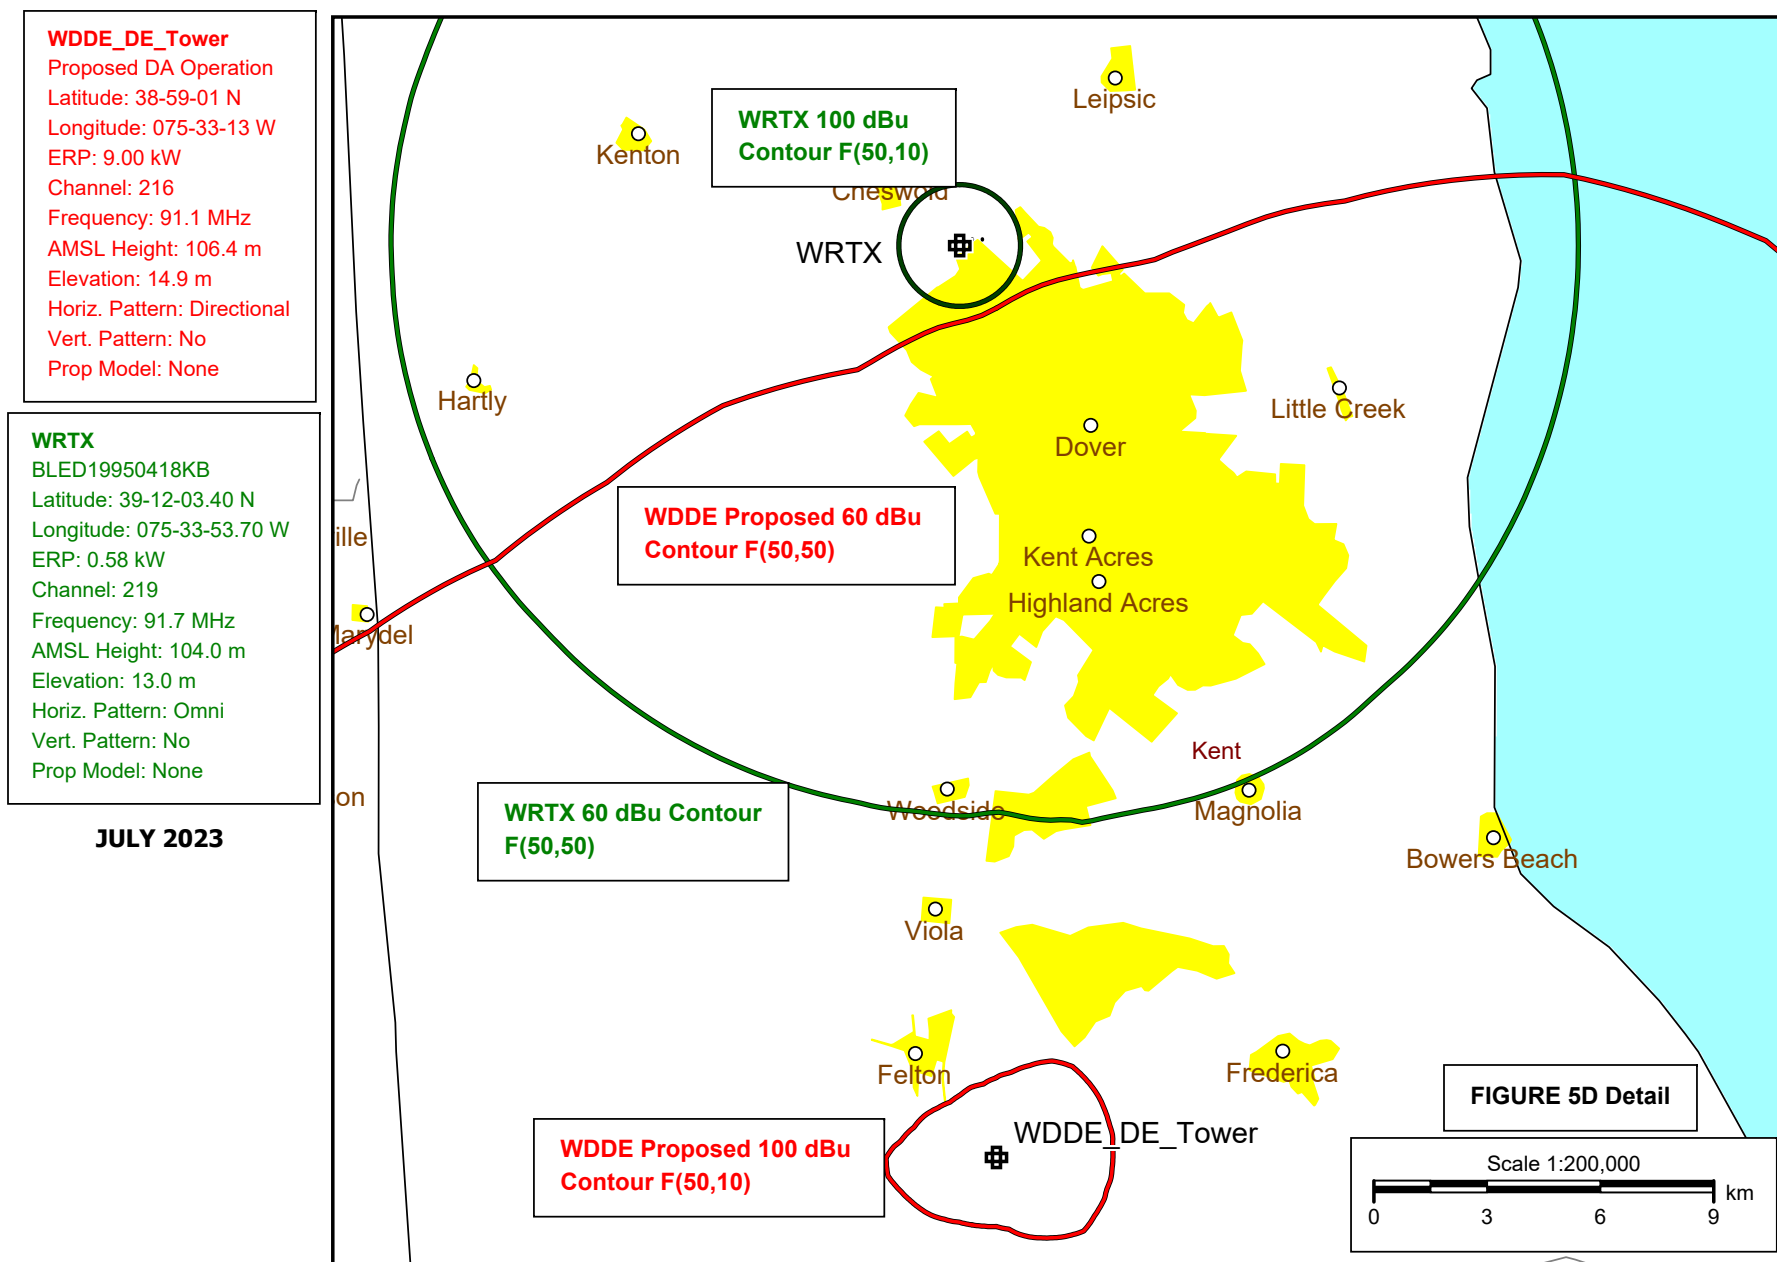 WDDE_DE_Tower
Proposed DA Operation
Latitude: 38-59-01 N
Longitude: 075-33-13 W
ERP: 9.00 kW
Channel: 216
Frequency: 91.1 MHz
AMSL Height: 106.4 m
Elevation: 14.9 m
Horiz. Pattern: Directional
Vert. Pattern: No
Prop Model: None
WRTX
BLED19950418KB
Latitude: 39-12-03.40 N
Longitude: 075-33-53.70 W
ERP: 0.58 kW
Channel: 219
Frequency: 91.7 MHz
AMSL Height: 104.0 m
Elevation: 13.0 m
Horiz. Pattern: Omni
Vert. Pattern: No
Prop Model: None
JULY 2023
Leipsic
WRTX 100 dBu
Contour F(50,10)
Kenton
Cheswold
WRTX
Hartly
Little Creek
Dover
WDDE Proposed 60 dBu
Contour F(50,50)
ille
Kent Acres
Highland Acres
Marydel
Kent
on
WRTX 60 dBu Contour
F(50,50)
Woodside
Magnolia
Bowers Beach
Viola
Felton
Frederica
FIGURE 5D Detail
WDDE_DE_Tower
WDDE Proposed 100 dBu
Contour F(50,10)
Scale 1:200,000
km
0 3 6 9